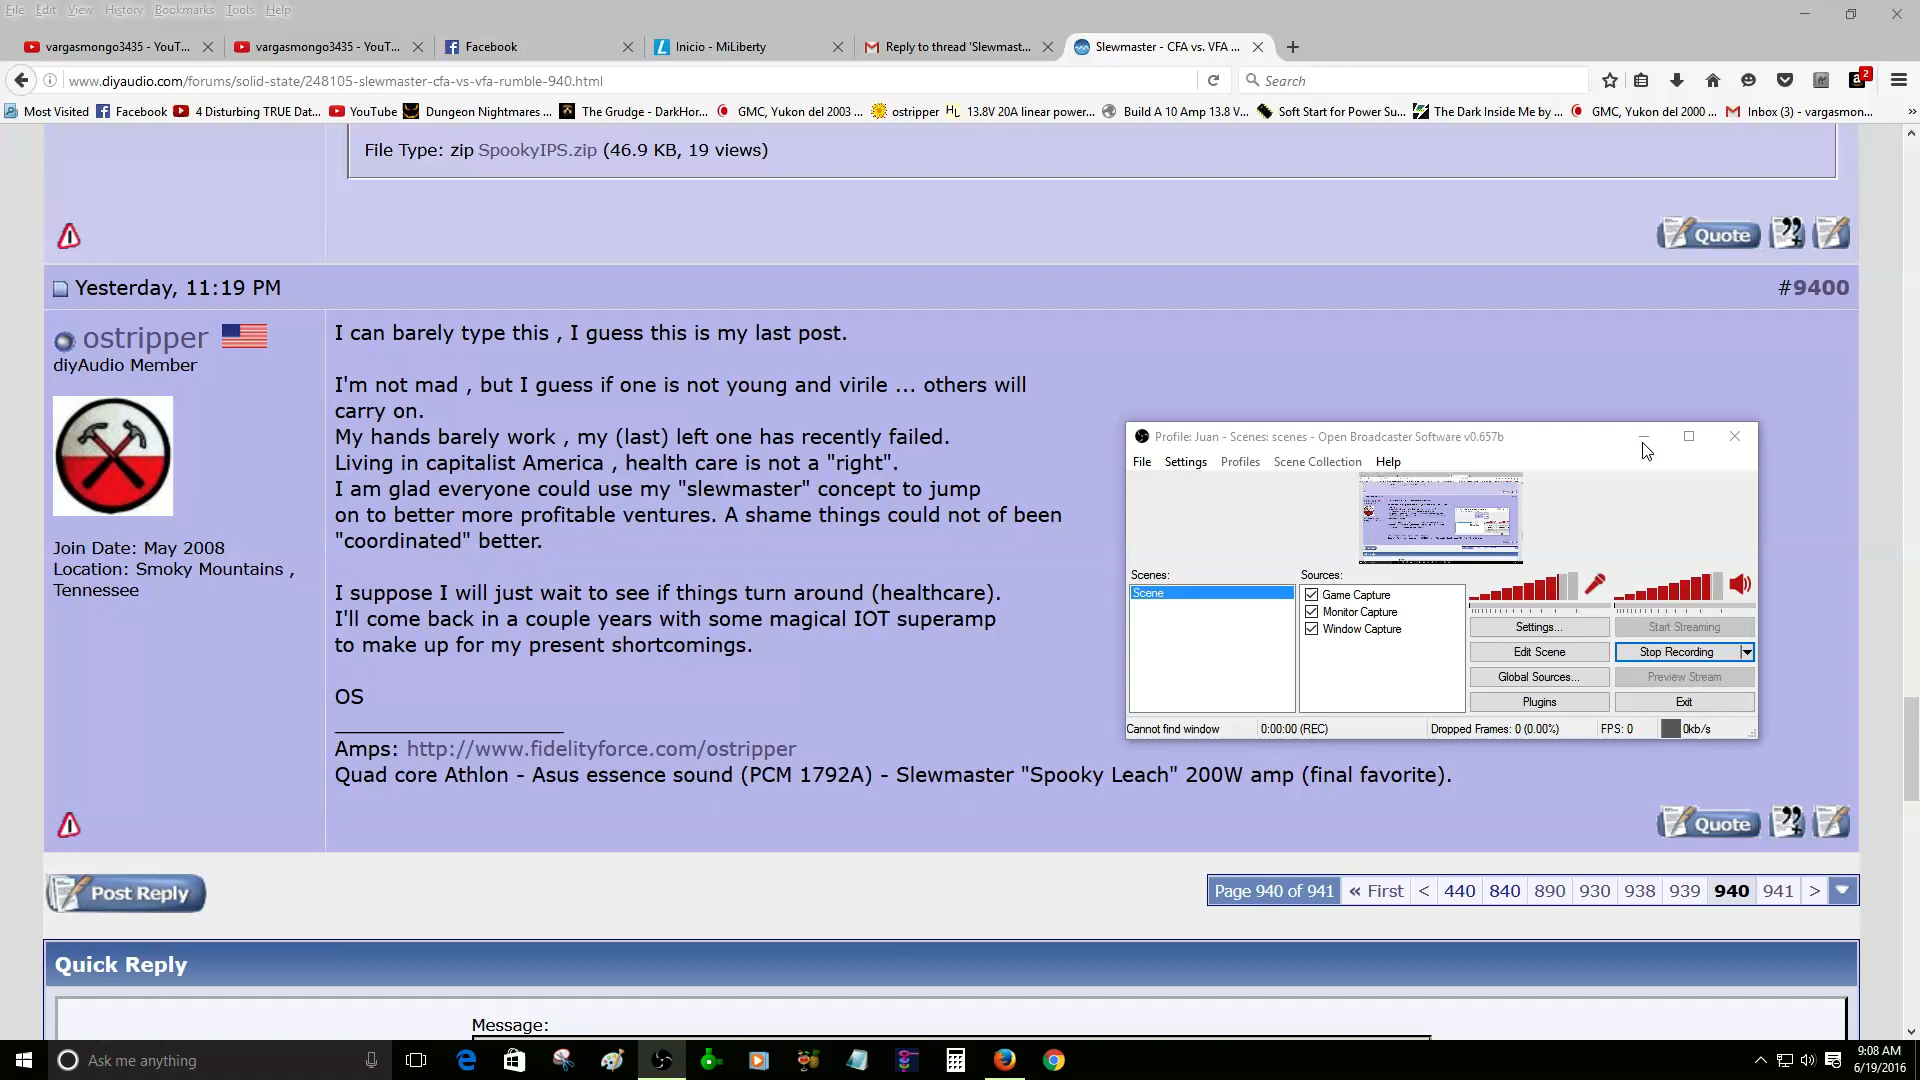 File Edit View History Bookmarks Tools Help
vargasmongo3435 - YouT...
vargasmongo3435 - YouT...
Facebook
Inicio - MiLiberty
Reply to thread 'Slewmast...
Slewmaster - CFA vs. VFA ...
www.diyaudio.com/forums/solid-state/248105-slewmaster-cfa-vs-vfa-rumble-940.html
Search
2
Most Visited
Facebook
4 Disturbing TRUE Dat...
YouTube
Dungeon Nightmares ...
The Grudge - DarkHor...
GMC, Yukon del 2003 ...
ostripper
13.8V 20A linear power...
Build A 10 Amp 13.8 V...
Soft Start for Power Su...
The Dark Inside Me by ...
GMC, Yukon del 2000 ...
Inbox (3) - vargasmon...
File Type: zip SpookyIPS.zip (46.9 KB, 19 views)
Quote
Yesterday, 11:19 PM
#9400
ostripper
diyAudio Member
Join Date: May 2008
Location: Smoky Mountains ,
Tennessee
I can barely type this , I guess this is my last post.
I'm not mad , but I guess if one is not young and virile ... others will
carry on.
My hands barely work , my (last) left one has recently failed.
Living in capitalist America , health care is not a "right".
I am glad everyone could use my "slewmaster" concept to jump
on to better more profitable ventures. A shame things could not of been
"coordinated" better.
I suppose I will just wait to see if things turn around (healthcare).
I'll come back in a couple years with some magical IOT superamp
to make up for my present shortcomings.
OS
Amps: http://www.fidelityforce.com/ostripper
Quad core Athlon - Asus essence sound (PCM 1792A) - Slewmaster "Spooky Leach" 200W amp (final favorite).
Profile: Juan - Scenes: scenes - Open Broadcaster Software v0.657b
File Settings Profiles Scene Collection Help
Scenes:
Scene
Sources:
Game Capture
Monitor Capture
Window Capture
Settings...
Start Streaming
Edit Scene
Stop Recording
Global Sources...
Preview Stream
Plugins
Exit
Cannot find window
0:00:00 (REC)
Dropped Frames: 0 (0.00%)
FPS: 0
0kb/s
Quote
Post Reply
Page 940 of 941 « First < 440 840 890 930 938 939 940 941 >
Quick Reply
Message:
Ask me anything
9:08 AM
6/19/2016